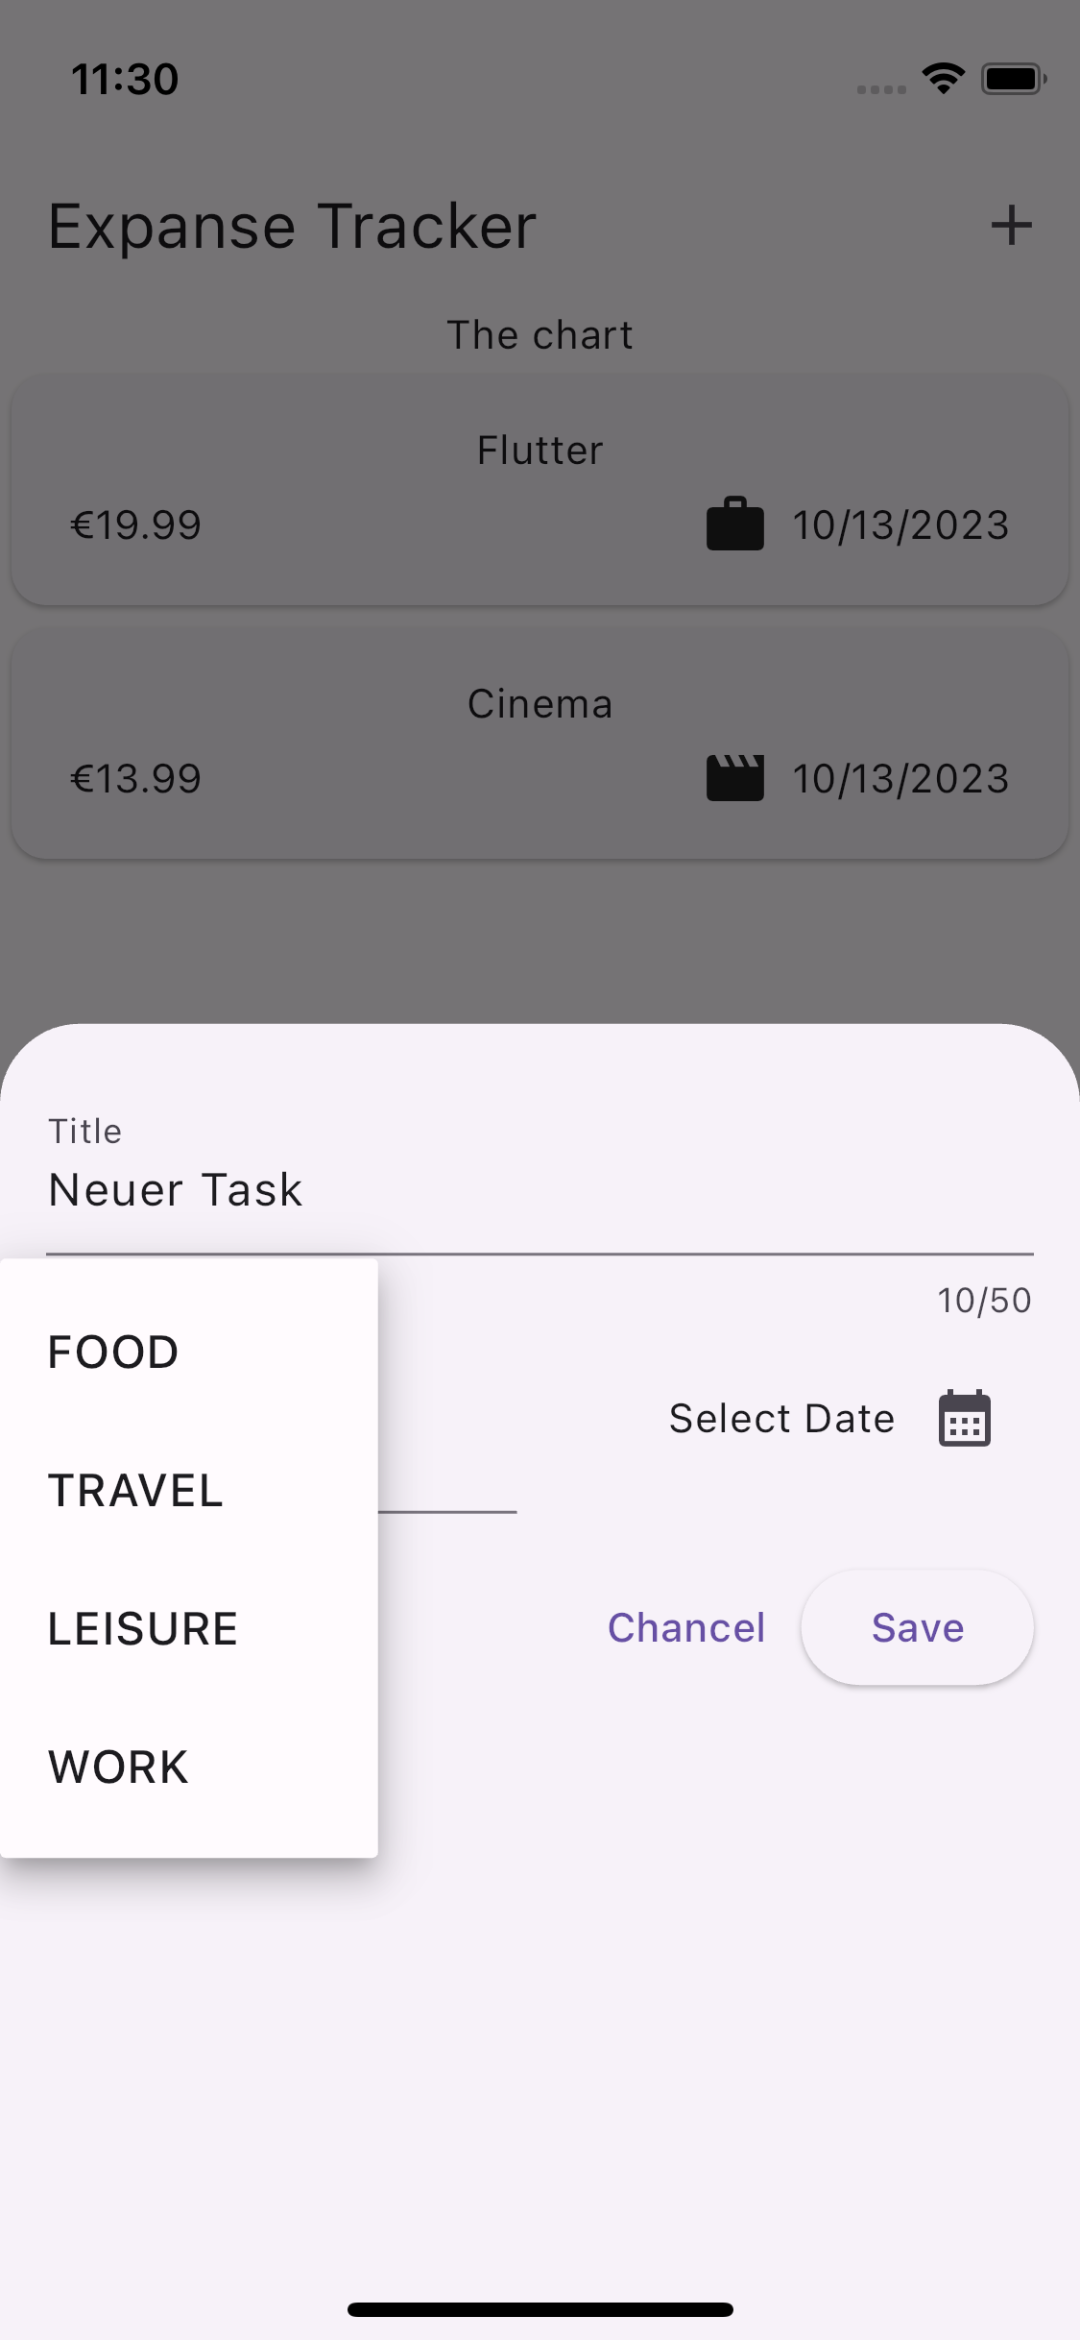 11:30
Expanse Tracker
The chart
Flutter
€19.99 10/13/2023
Cinema
€13.99 10/13/2023
Title
Neuer Task
10/50
FOOD
Select Date
TRAVEL
LEISURE
Chancel Save
WORK